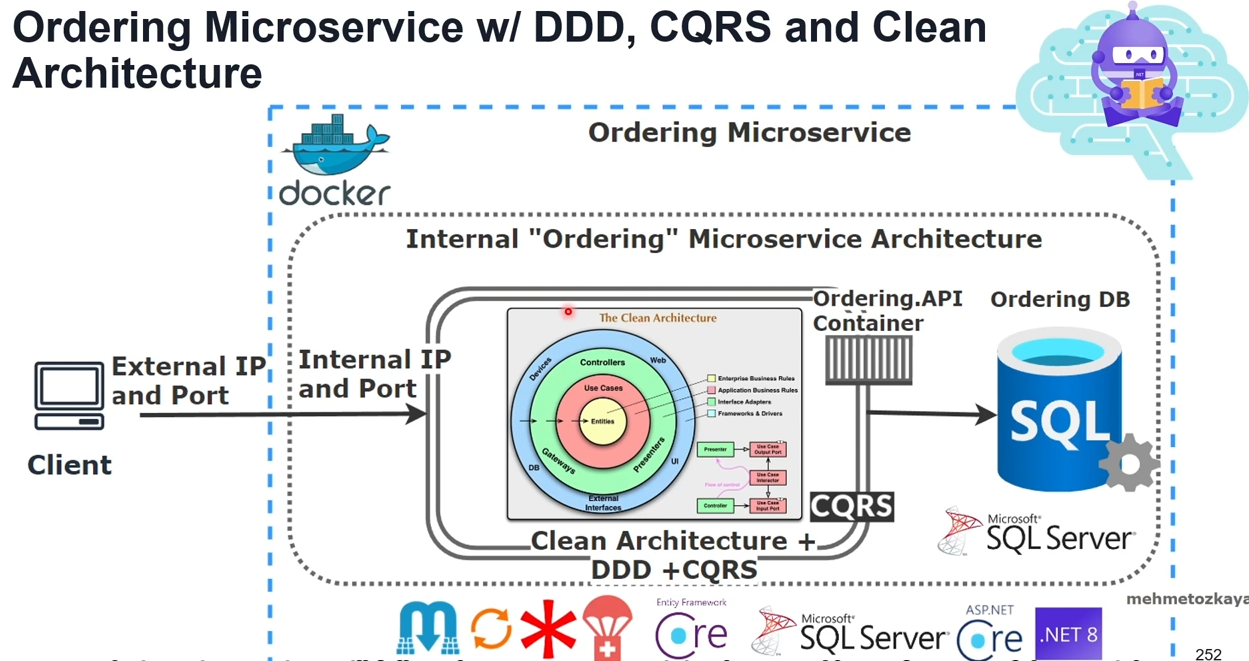 Ordering Microservice w/ DDD, CQRS and Clean
Architecture
.NET
docker
Ordering Microservice
Internal "Ordering" Microservice Architecture
Client
External IP
and Port
Internal IP
and Port
The Clean Architecture
Devices
Controllers
Web
Use Cases
Entities
Gateways
Presenters
DB
UI
External
Interfaces
Enterprise Business Rules
Application Business Rules
Interface Adapters
Frameworks & Drivers
Presenter
Use Case
Output Port
Use Case
Interactor
Flow of control
Controller
Use Case
Input Port
Ordering.API
Container
CQRS
Clean Architecture +
DDD +CQRS
Ordering DB
SQL
Microsoft®
SQL Server®
mehmetozkaya
Entity Framework
Core
Microsoft®
SQL Server®
ASP.NET
Core
.NET 8
252